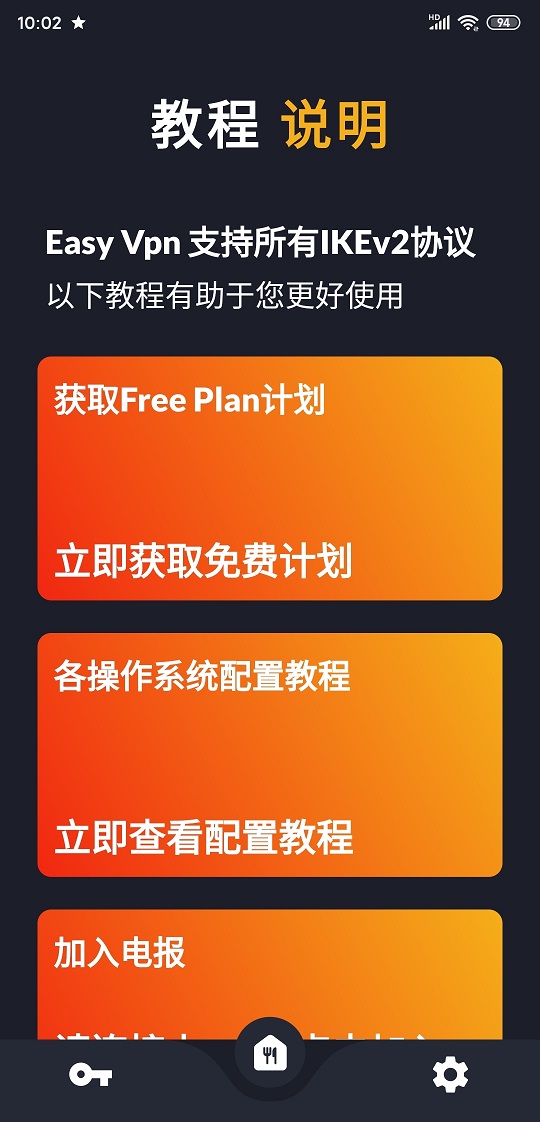 10:02
HD
94
教程 说明
Easy Vpn 支持所有IKEv2协议
以下教程有助于您更好使用
获取Free Plan计划
立即获取免费计划
各操作系统配置教程
立即查看配置教程
加入电报